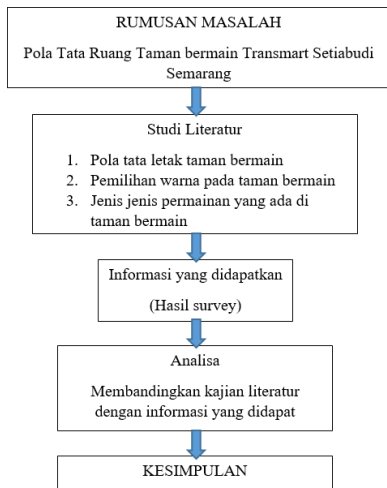 RUMUSAN MASALAH
Pola Tata Ruang Taman bermain Transmart Setiabudi
Semarang
Studi Literatur
1. Pola tata letak taman bermain
2. Pemilihan warna pada taman bermain
3. Jenis jenis permainan yang ada di
taman bermain
Informasi yang didapatkan
(Hasil survey)
Analisa
Membandingkan kajian literatur
dengan informasi yang didapat
KESIMPULAN